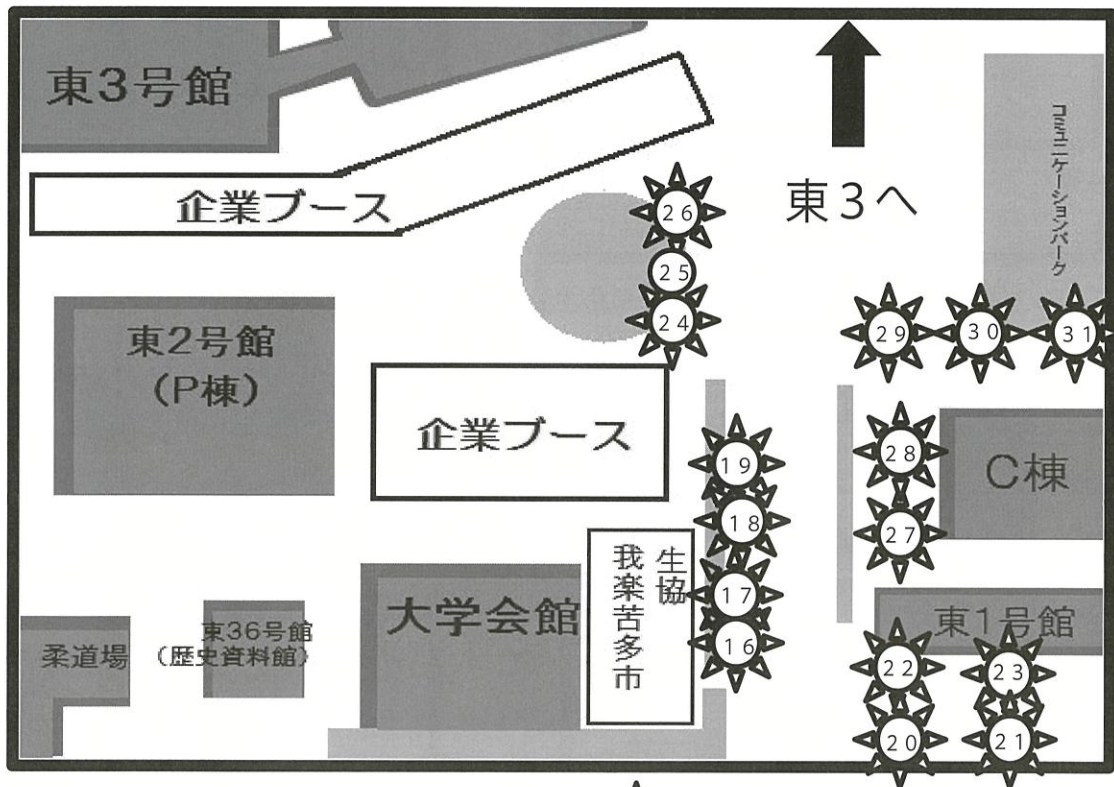 東3号館
企業ブース
東3へ
コミュニケーションパーク
26
25
24
29
30
31
東2号館
(P棟)
企業ブース
19
18
17
16
28
27
C棟
生協
我楽苦多市
大学会館
東36号館
(歴史資料館)
柔道場
東1号館
22
23
20
21